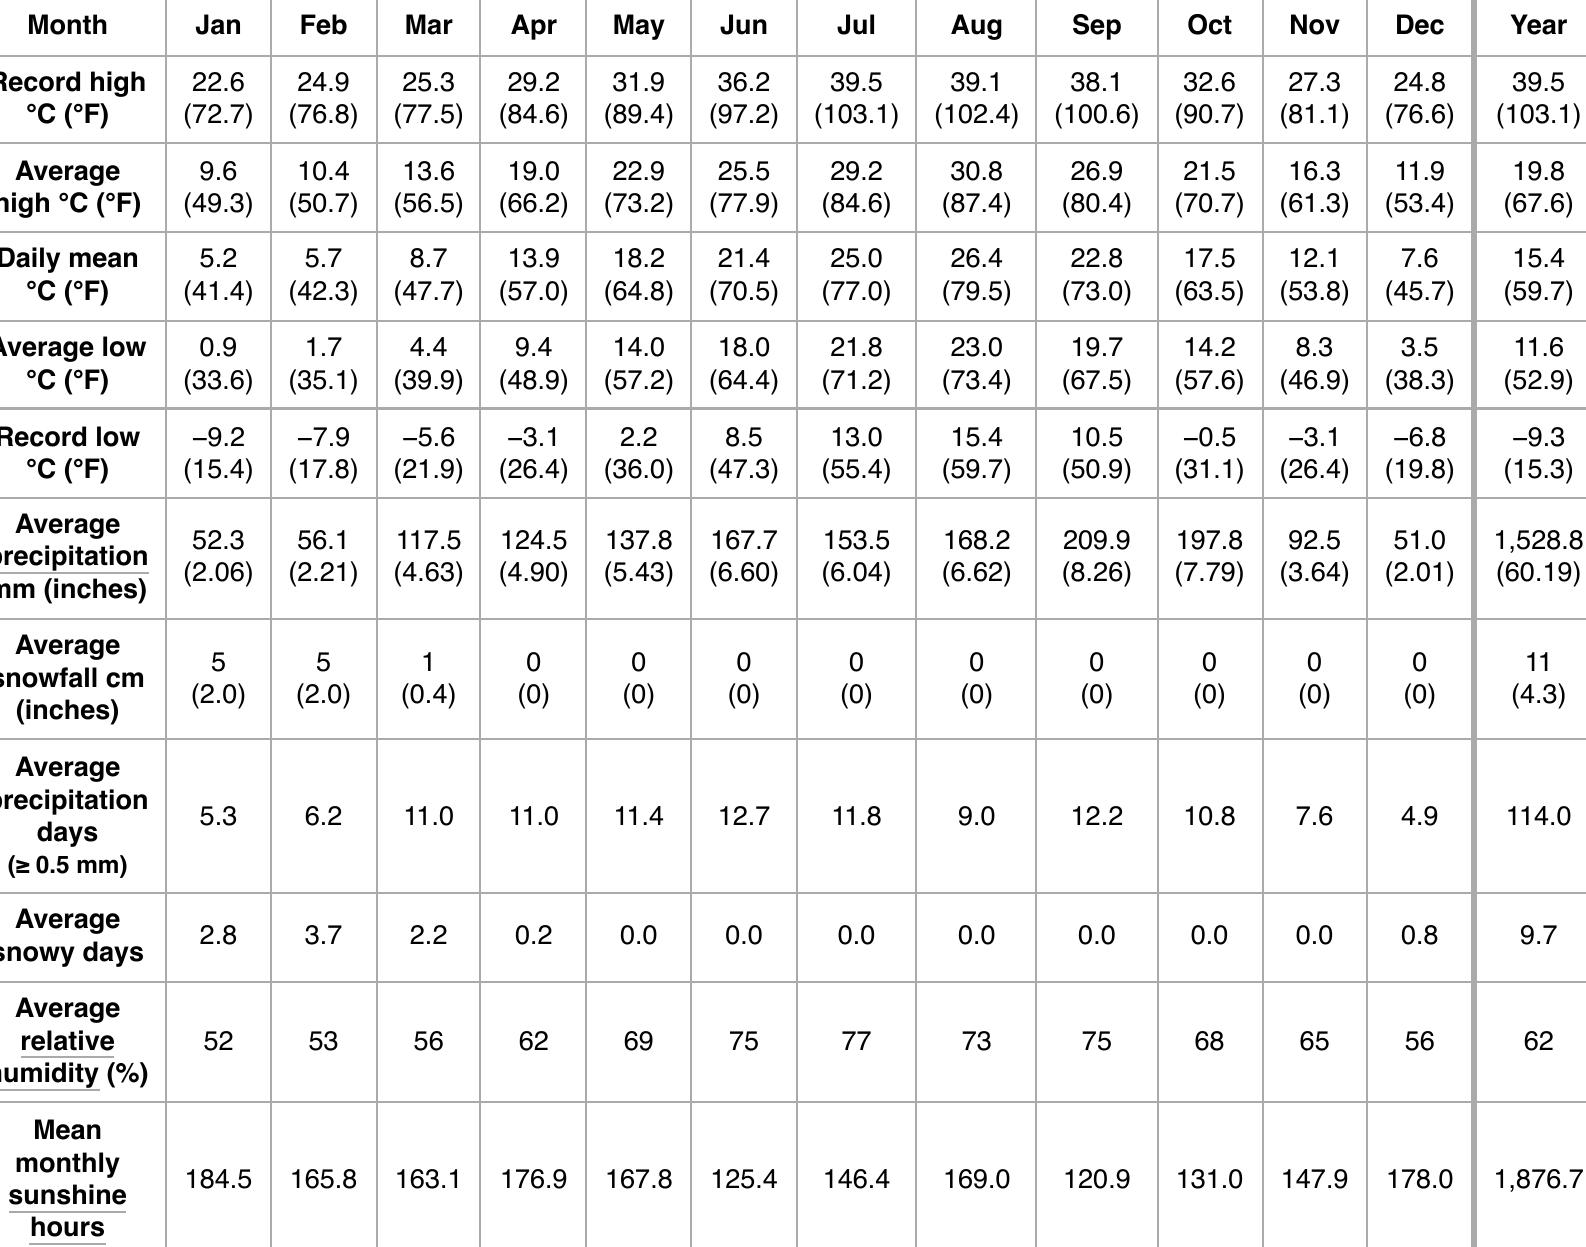 Month Jan Feb Mar Apr May Jun Jul Aug Sep Oct Nov Dec Year
Record high 22.6 24.9 25.3 29.2 31.9 36.2 39.5 39.1 38.1 32.6 27.3 24.8 39.5
°C (°F) (72.7) (76.8) (77.5) (84.6) (89.4) (97.2) (103.1) (102.4) (100.6) (90.7) (81.1) (76.6) (103.1)
Average 9.6 10.4 13.6 19.0 22.9 25.5 29.2 30.8 26.9 21.5 16.3 11.9 19.8
high °C (°F) (49.3) (50.7) (56.5) (66.2) (73.2) (77.9) (84.6) (87.4) (80.4) (70.7) (61.3) (53.4) (67.6)
Daily mean 5.2 5.7 8.7 13.9 18.2 21.4 25.0 26.4 22.8 17.5 12.1 7.6 15.4
°C (°F) (41.4) (42.3) (47.7) (57.0) (64.8) (70.5) (77.0) (79.5) (73.0) (63.5) (53.8) (45.7) (59.7)
Average low 0.9 1.7 4.4 9.4 14.0 18.0 21.8 23.0 19.7 14.2 8.3 3.5 11.6
°C (°F) (33.6) (35.1) (39.9) (48.9) (57.2) (64.4) (71.2) (73.4) (67.5) (57.6) (46.9) (38.3) (52.9)
Record low −9.2 −7.9 −5.6 −3.1 2.2 8.5 13.0 15.4 10.5 −0.5 −3.1 −6.8 −9.3
°C (°F) (15.4) (17.8) (21.9) (26.4) (36.0) (47.3) (55.4) (59.7) (50.9) (31.1) (26.4) (19.8) (15.3)
Average
precipitation 52.3 56.1 117.5 124.5 137.8 167.7 153.5 168.2 209.9 197.8 92.5 51.0 1,528.8
mm (inches) (2.06) (2.21) (4.63) (4.90) (5.43) (6.60) (6.04) (6.62) (8.26) (7.79) (3.64) (2.01) (60.19)
Average
snowfall cm 5 5 1 0 0 0 0 0 0 0 0 0 11
(inches) (2.0) (2.0) (0.4) (0) (0) (0) (0) (0) (0) (0) (0) (0) (4.3)
Average
precipitation
days 5.3 6.2 11.0 11.0 11.4 12.7 11.8 9.0 12.2 10.8 7.6 4.9 114.0
(≥ 0.5 mm)
Average
snowy days 2.8 3.7 2.2 0.2 0.0 0.0 0.0 0.0 0.0 0.0 0.0 0.8 9.7
Average
relative 52 53 56 62 69 75 77 73 75 68 65 56 62
humidity (%)
Mean
monthly
sunshine 184.5 165.8 163.1 176.9 167.8 125.4 146.4 169.0 120.9 131.0 147.9 178.0 1,876.7
hours